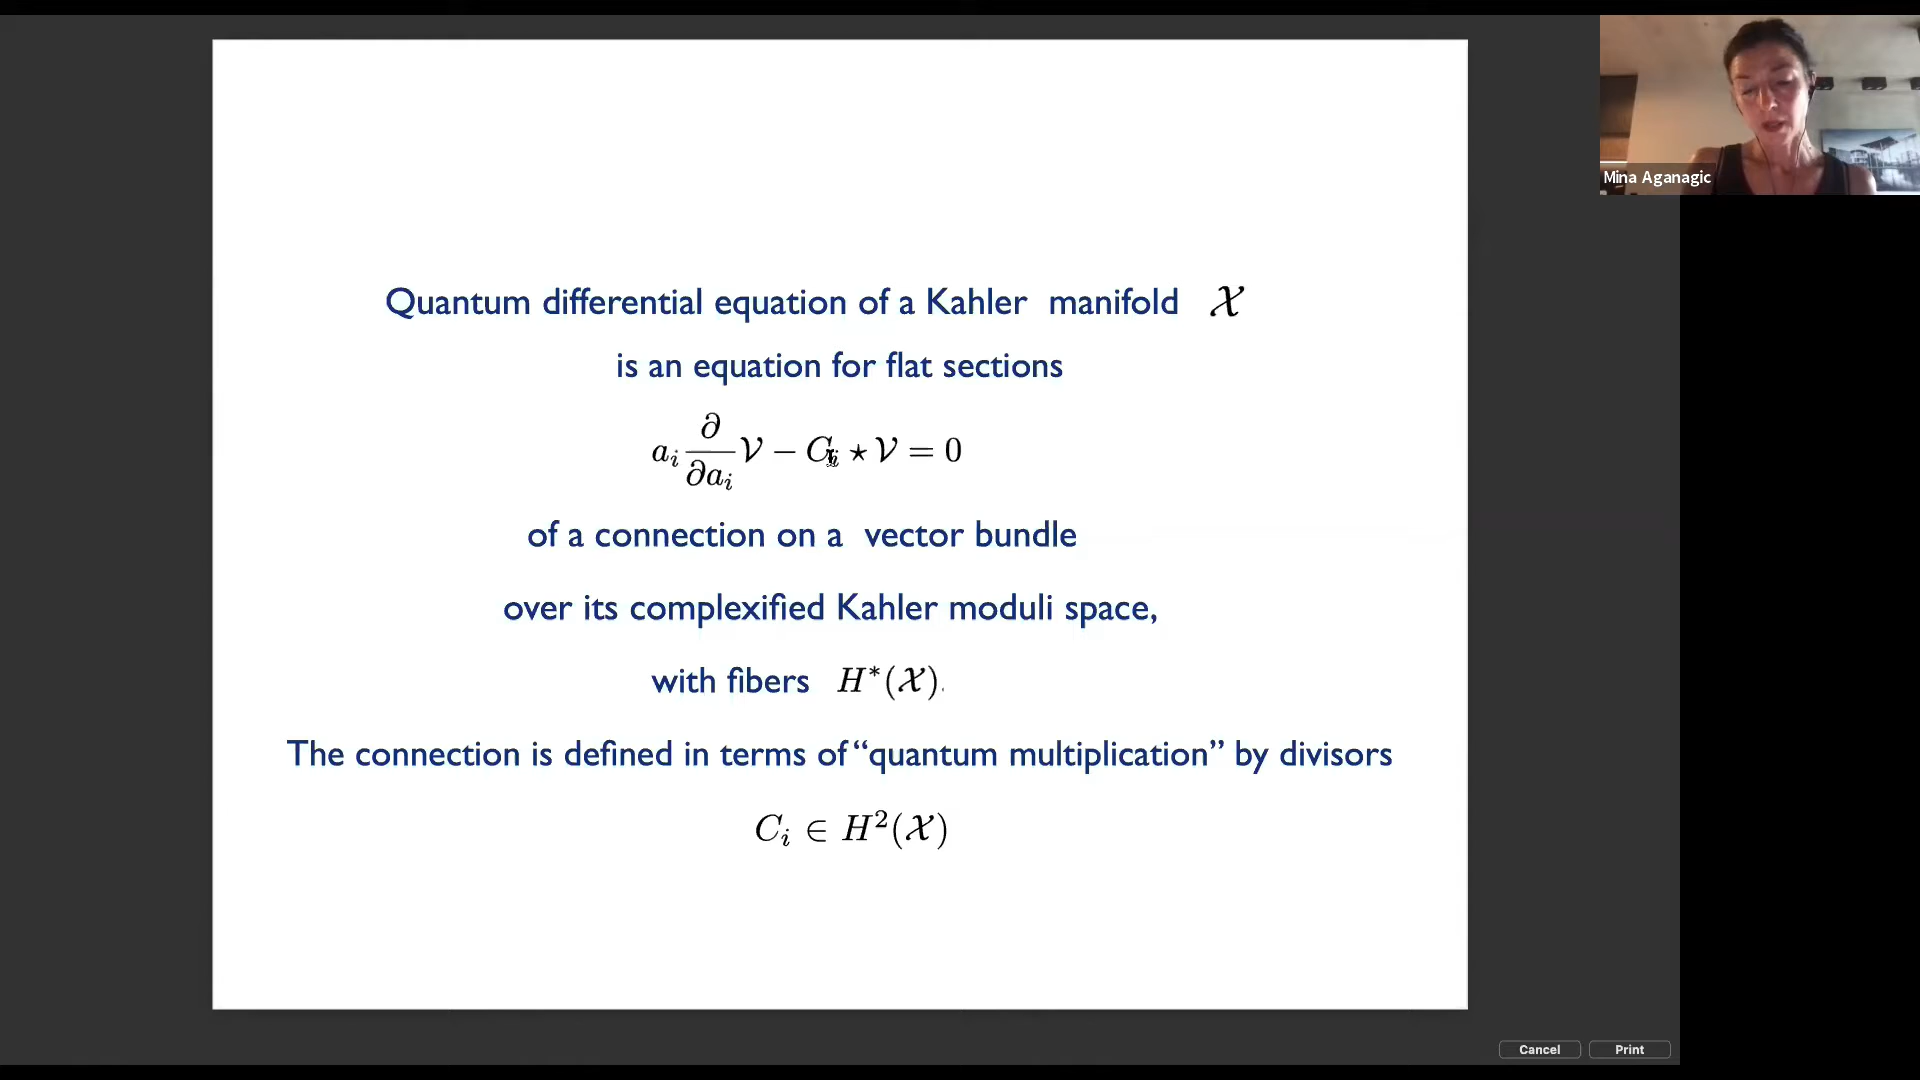 Quantum differential equation of a Kahler manifold 𝒳
is an equation for flat sections
a_i ∂/∂a_i 𝒱 − C_i ⋆ 𝒱 = 0
of a connection on a vector bundle
over its complexified Kahler moduli space,
with fibers H*(𝒳).
The connection is defined in terms of “quantum multiplication” by divisors
C_i ∈ H²(𝒳)
Mina Aganagic
Cancel
Print